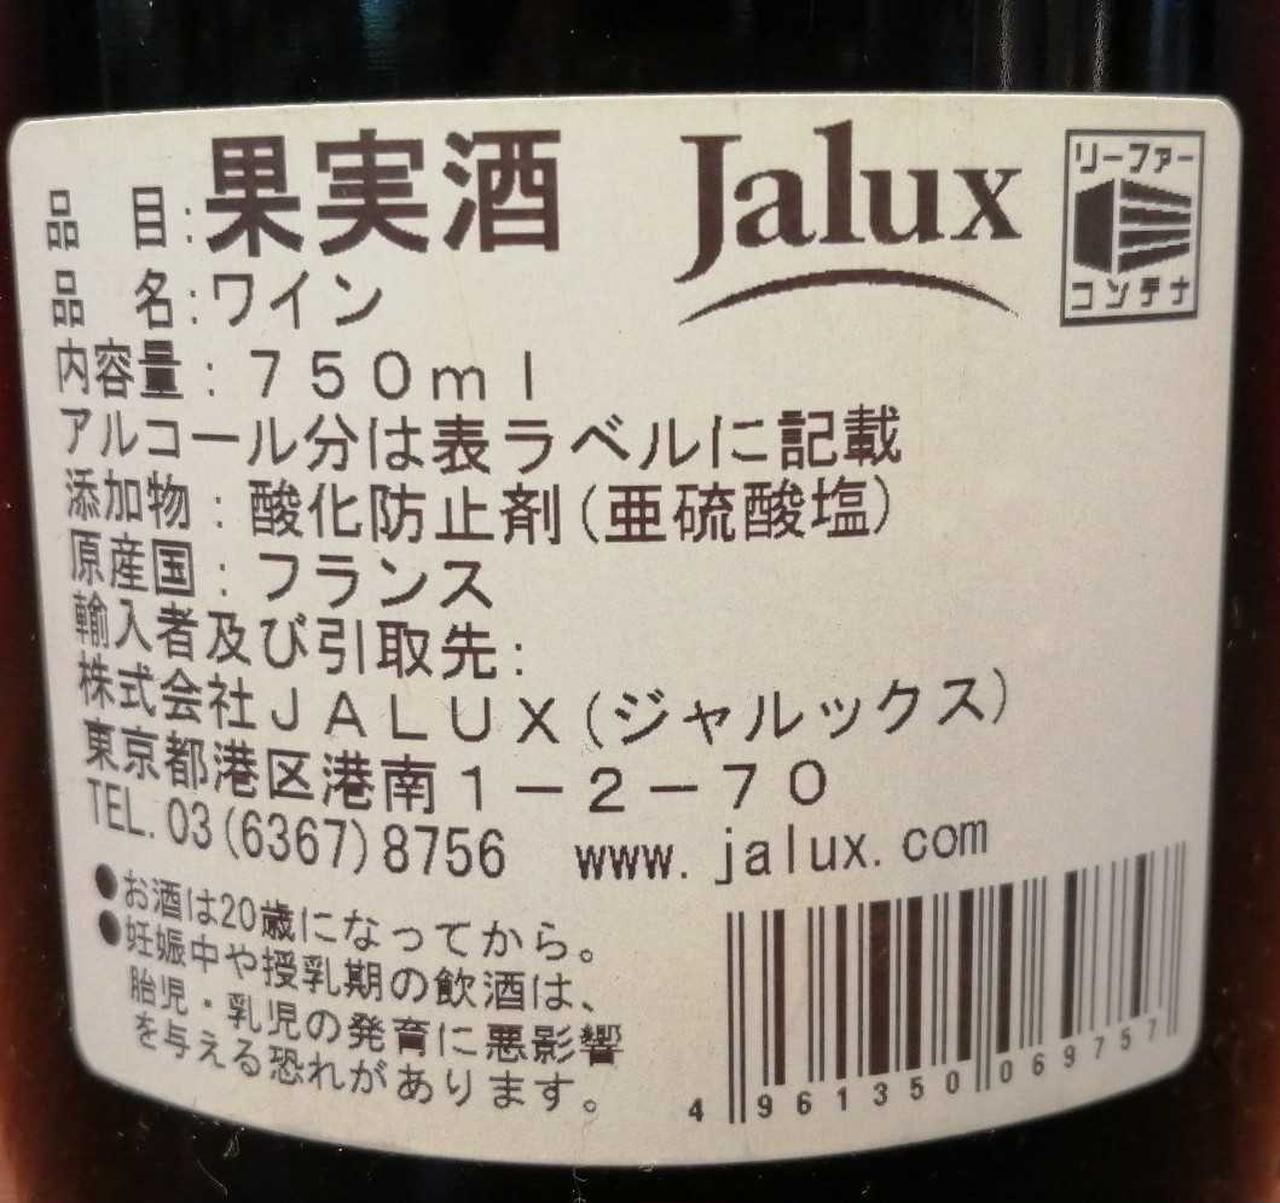 品 目:果実酒
Jalux
リーファー
コンテナ
品 名:ワイン
内容量:750ml
アルコール分は表ラベルに記載
添加物:酸化防止剤(亜硫酸塩)
原産国:フランス
輸入者及び引取先:
株式会社JALUX(ジャルックス)
東京都港区港南1-2-70
TEL.03(6367)8756 www.jalux.com
●お酒は20歳になってから。
●妊娠中や授乳期の飲酒は、
胎児・乳児の発育に悪影響
を与える恐れがあります。
4 961350 069757